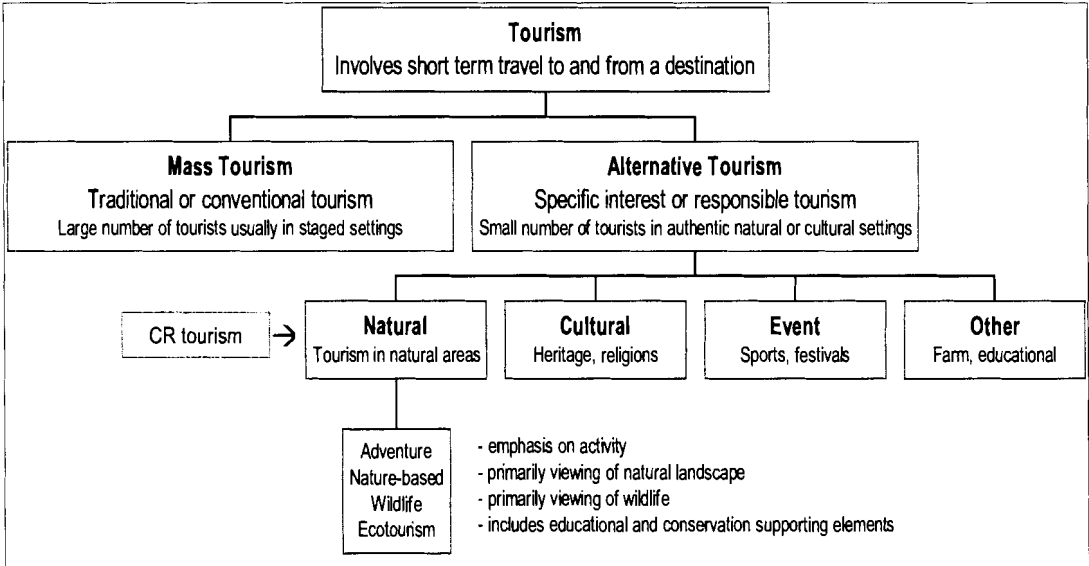 Tourism
Involves short term travel to and from a destination
Mass Tourism
Traditional or conventional tourism
Large number of tourists usually in staged settings
Alternative Tourism
Specific interest or responsible tourism
Small number of tourists in authentic natural or cultural settings
CR tourism
Natural
Tourism in natural areas
Cultural
Heritage, religions
Event
Sports, festivals
Other
Farm, educational
Adventure - emphasis on activity
Nature-based - primarily viewing of natural landscape
Wildlife - primarily viewing of wildlife
Ecotourism - includes educational and conservation supporting elements